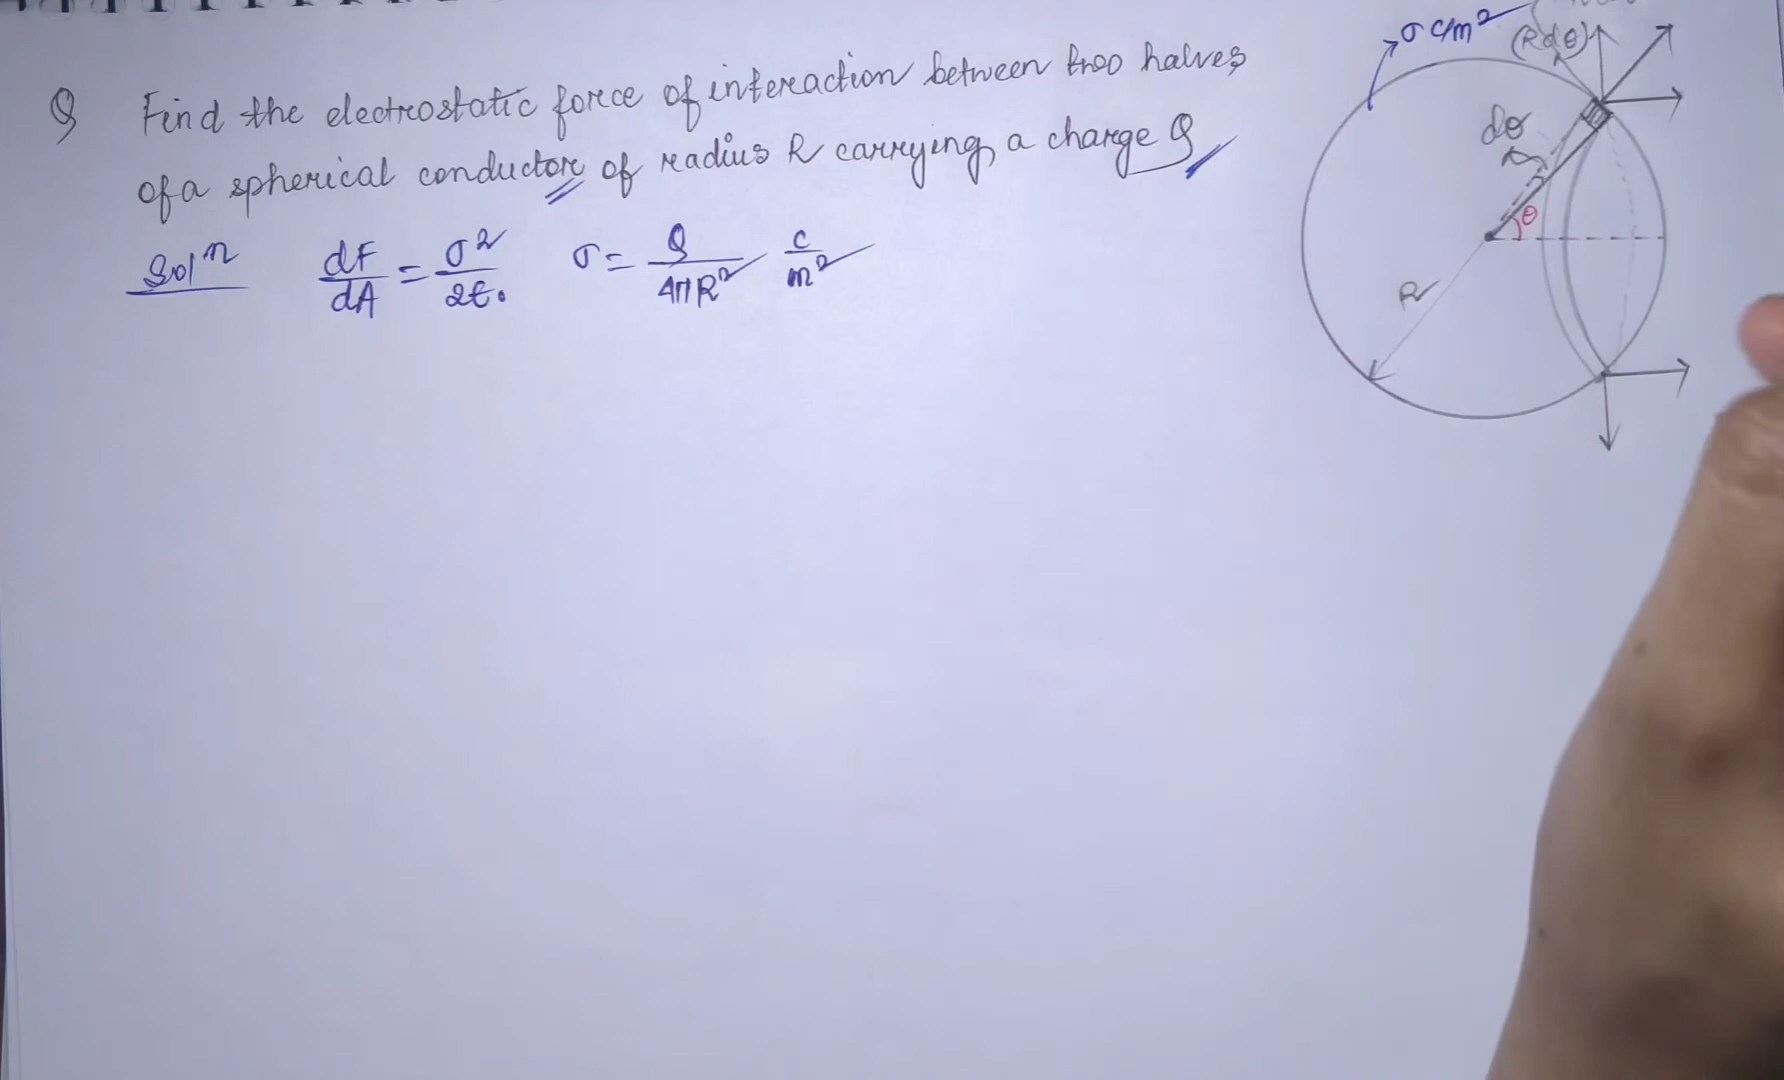 Q Find the electrostatic force of interaction between two halves
of a spherical conductor of radius R carrying a charge Q
Solⁿ dF/dA = σ²/2ε₀ σ = Q/4πR² c/m²
σ c/m²
(Rdθ)
dθ
θ
R